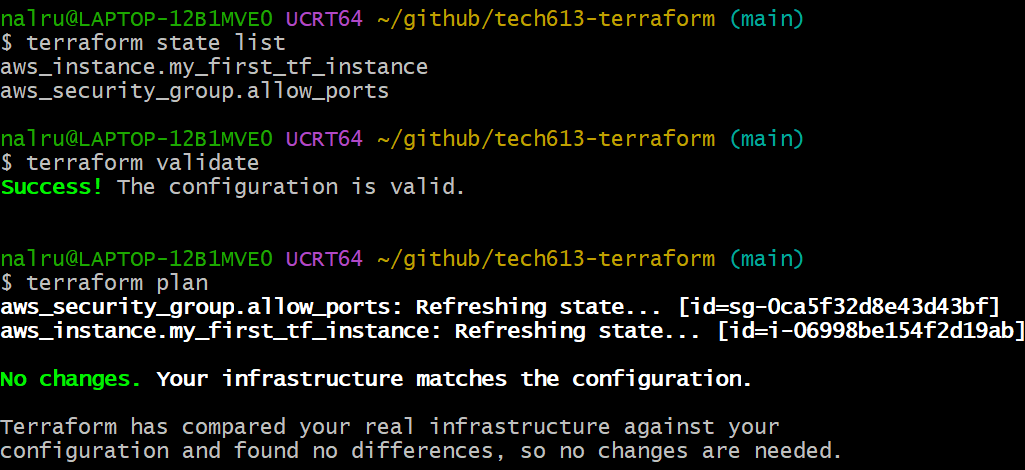 nalru@LAPTOP-12B1MVE0 UCRT64 ~/github/tech613-terraform (main)
$ terraform state list
aws_instance.my_first_tf_instance
aws_security_group.allow_ports
nalru@LAPTOP-12B1MVE0 UCRT64 ~/github/tech613-terraform (main)
$ terraform validate
Success! The configuration is valid.
nalru@LAPTOP-12B1MVE0 UCRT64 ~/github/tech613-terraform (main)
$ terraform plan
aws_security_group.allow_ports: Refreshing state... [id=sg-0ca5f32d8e43d43bf]
aws_instance.my_first_tf_instance: Refreshing state... [id=i-06998be154f2d19ab]
No changes. Your infrastructure matches the configuration.
Terraform has compared your real infrastructure against your
configuration and found no differences, so no changes are needed.